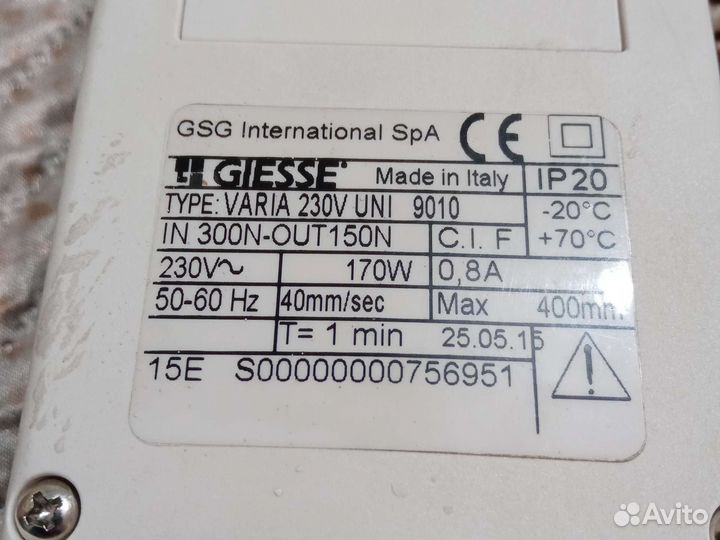 GSG International SpA CE
GIESSE® Made in Italy IP20
TYPE: VARIA 230V UNI 9010 -20°C
IN 300N-OUT150N C.I. F +70°C
230V~ 170W 0,8A
50-60 Hz 40mm/sec Max 400mm
T= 1 min 25.05.15
15E S00000000756951
Avito